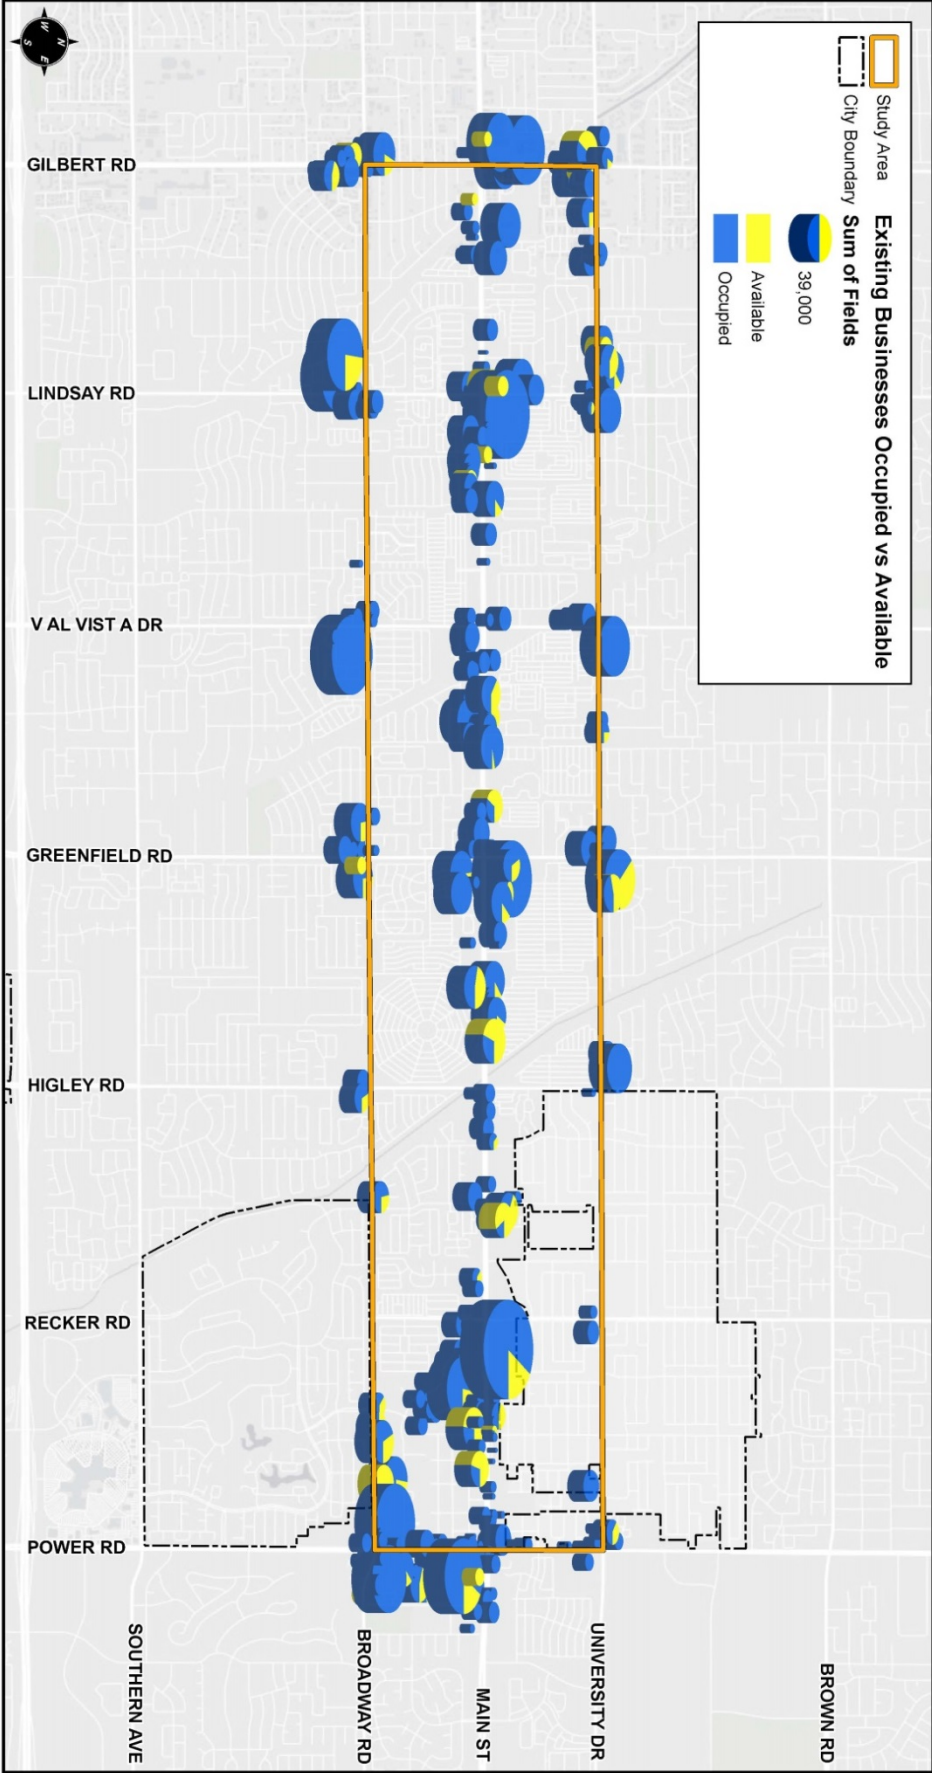 Existing Businesses Occupied vs Available
Study Area
City Boundary
Sum of Fields
39,000
Available
Occupied
N
E
S
W
GILBERT RD
LINDSAY RD
V AL VIST A DR
GREENFIELD RD
HIGLEY RD
RECKER RD
POWER RD
SOUTHERN AVE
BROADWAY RD
MAIN ST
UNIVERSITY DR
BROWN RD